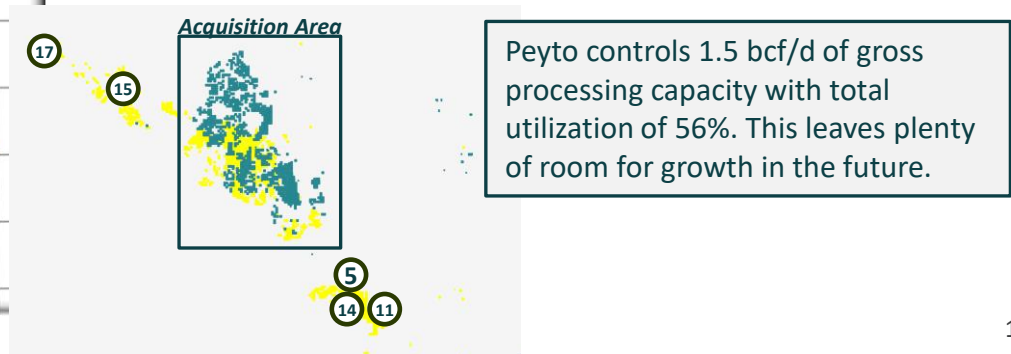 Acquisition Area
17
15
5
14
11
Peyto controls 1.5 bcf/d of gross
processing capacity with total
utilization of 56%. This leaves plenty
of room for growth in the future.